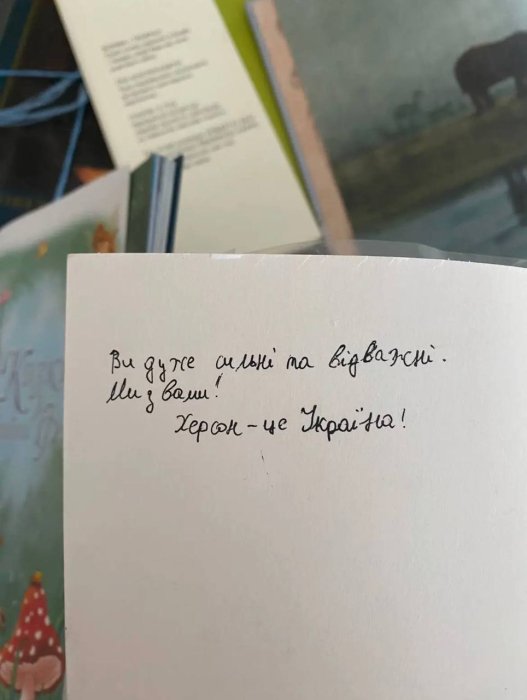 Ви дуже сильні та відважні.
Ми з вами!
Херсон - це Україна!